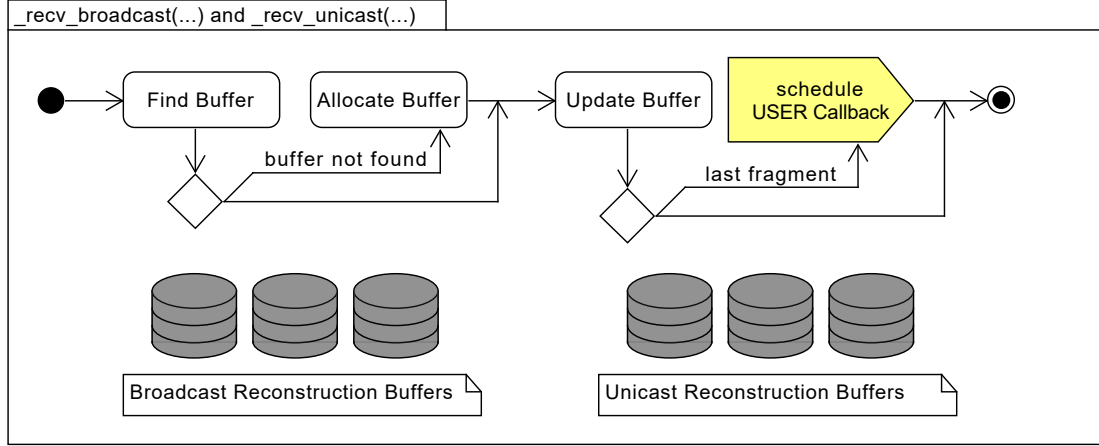 _recv_broadcast(...) and _recv_unicast(...)
Find Buffer
Allocate Buffer
Update Buffer
schedule
USER Callback
buffer not found
last fragment
Broadcast Reconstruction Buffers
Unicast Reconstruction Buffers